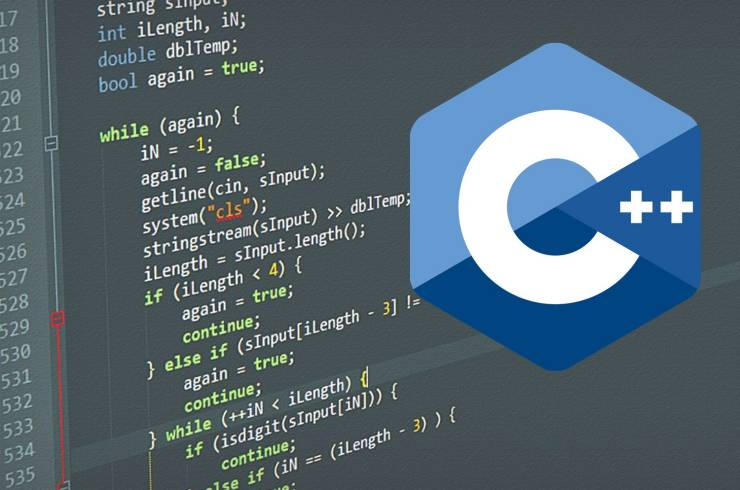 17
18
19
20
21
22
23
524
525
526
527
528
529
530
531
532
533
534
535
string sInput;
int iLength, iN;
double dblTemp;
bool again = true;
while (again) {
iN = -1;
again = false;
getline(cin, sInput);
system("cls");
stringstream(sInput) >> dblTemp;
iLength = sInput.length();
if (iLength < 4) {
again = true;
continue;
} else if (sInput[iLength - 3] !=
again = true;
continue;
} while (++iN < iLength) {
if (isdigit(sInput[iN])) {
continue;
else if (iN == (iLength - 3) ) {
C++